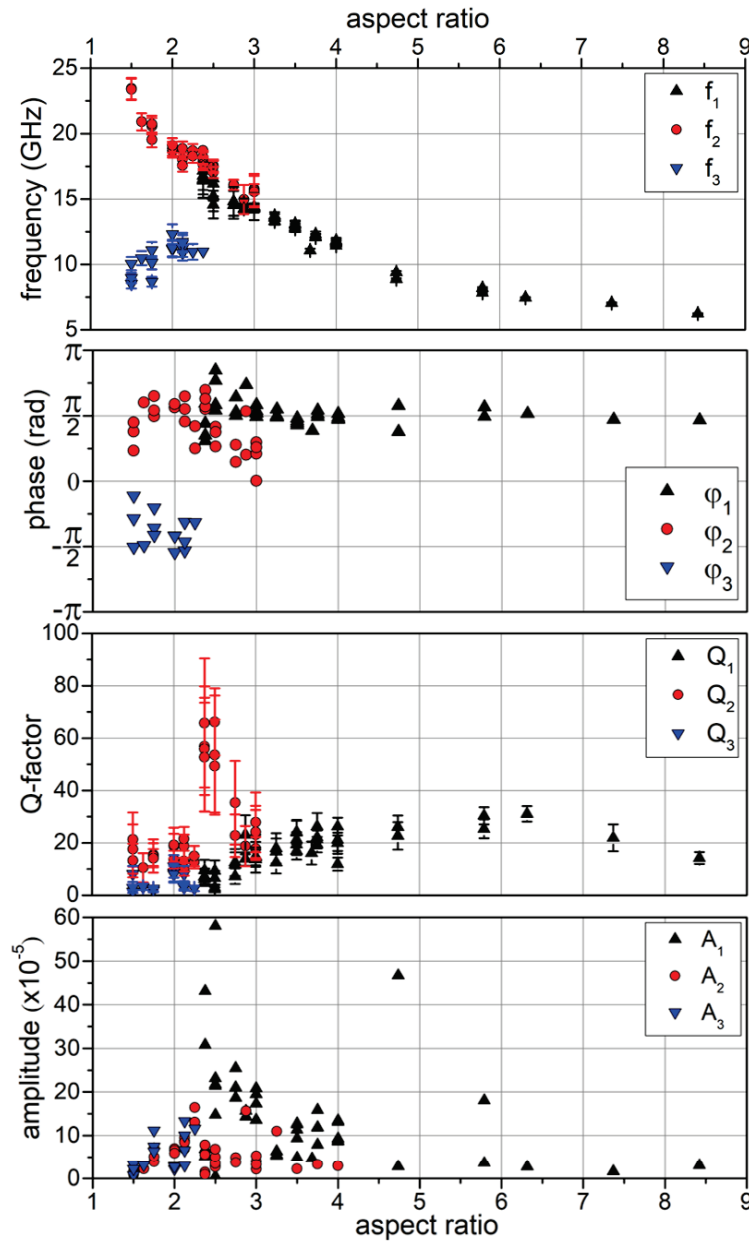 aspect ratio
1 2 3 4 5 6 7 8 9
25
20
15
10
5
frequency (GHz)
f₁
f₂
f₃
π
π/2
0
-π/2
-π
phase (rad)
φ₁
φ₂
φ₃
100
80
60
40
20
0
Q-factor
Q₁
Q₂
Q₃
60
50
40
30
20
10
0
amplitude (x10⁻⁵)
A₁
A₂
A₃
1 2 3 4 5 6 7 8 9
aspect ratio